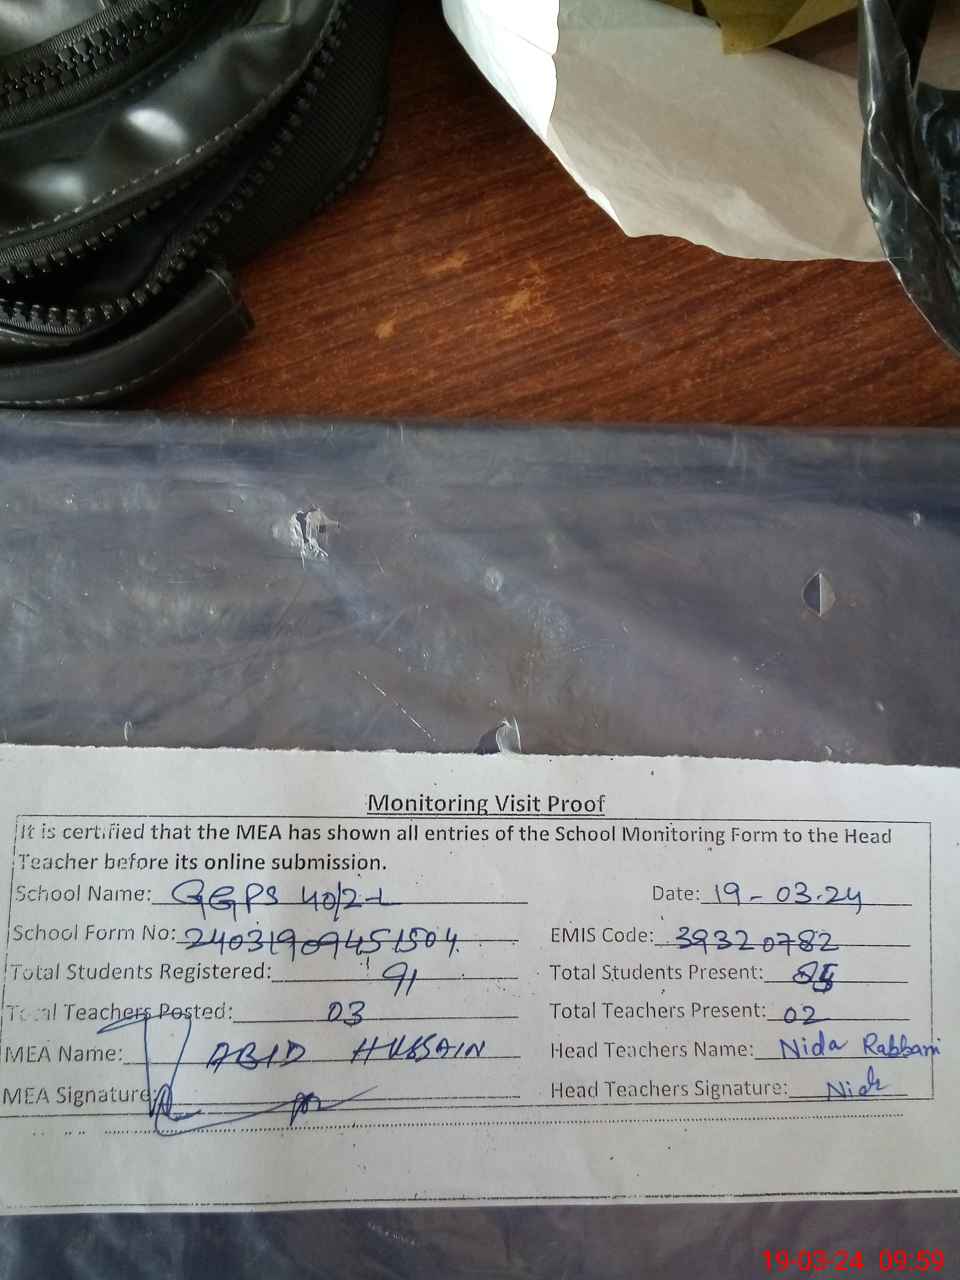 Monitoring Visit Proof
It is certified that the MEA has shown all entries of the School Monitoring Form to the Head
Teacher before its online submission.
School Name: GGPS 40/2-L Date: 19-03-24
School Form No: 24031909451504 EMIS Code: 39320782
Total Students Registered: 91 Total Students Present:
Total Teachers Posted: 03 Total Teachers Present: 02
MEA Name: ABID HUSSAIN Head Teachers Name: Nida Rabbani
MEA Signature: Head Teachers Signature: Nida
19-03-24 09:59